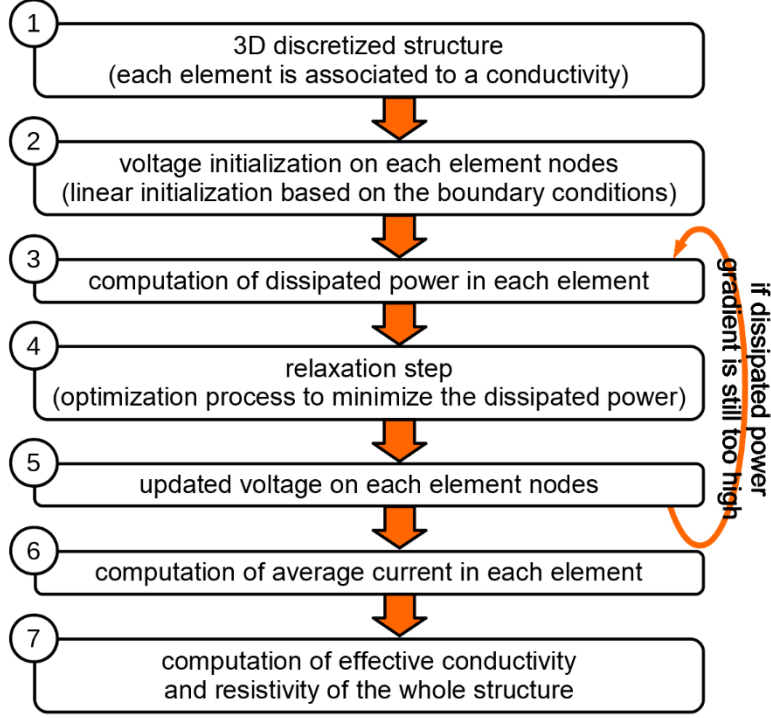 1
3D discretized structure
(each element is associated to a conductivity)
2
voltage initialization on each element nodes
(linear initialization based on the boundary conditions)
3
computation of dissipated power in each element
4
relaxation step
(optimization process to minimize the dissipated power)
5
updated voltage on each element nodes
if dissipated power
gradient is still too high
6
computation of average current in each element
7
computation of effective conductivity
and resistivity of the whole structure